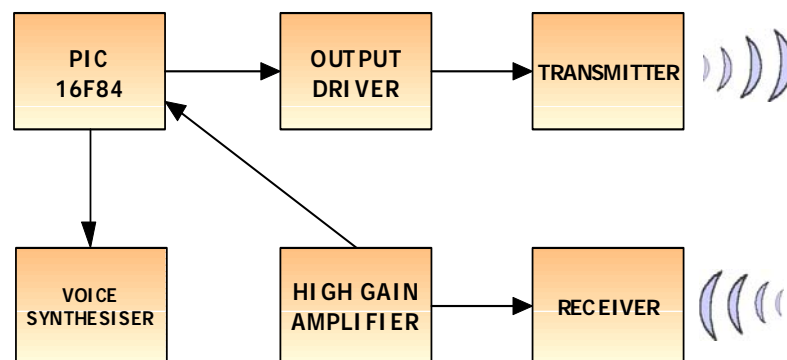 PIC
16F84
OUTPUT
DRIVER
TRANSMITTER
VOICE
SYNTHESISER
HIGH GAIN
AMPLIFIER
RECEIVER